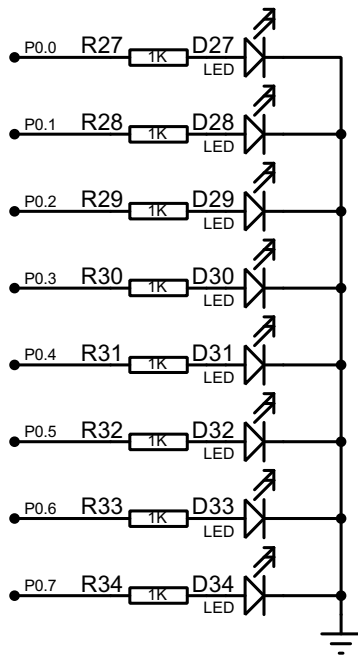 P0.0 R27 1K D27 LED
P0.1 R28 1K D28 LED
P0.2 R29 1K D29 LED
P0.3 R30 1K D30 LED
P0.4 R31 1K D31 LED
P0.5 R32 1K D32 LED
P0.6 R33 1K D33 LED
P0.7 R34 1K D34 LED